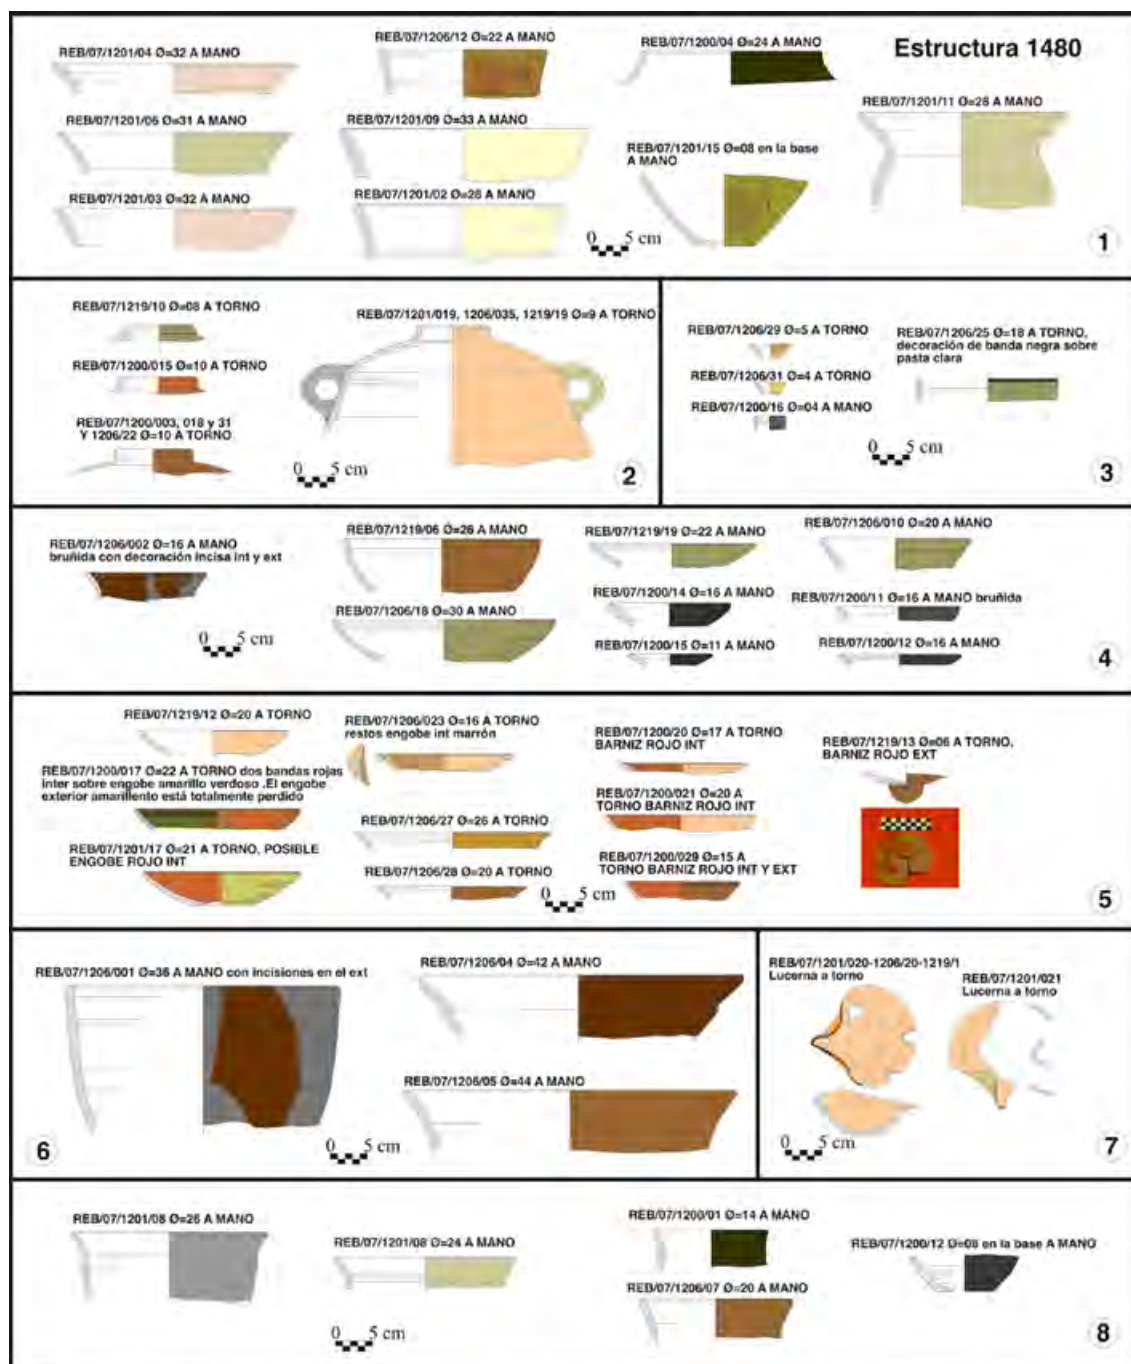 Estructura 1480
REB/07/1201/04 Ø=32 A MANO
REB/07/1206/12 Ø=22 A MANO
REB/07/1200/04 Ø=24 A MANO
REB/07/1201/11 Ø=28 A MANO
REB/07/1201/05 Ø=31 A MANO
REB/07/1201/09 Ø=33 A MANO
REB/07/1201/15 Ø=08 en la base
A MANO
REB/07/1201/03 Ø=32 A MANO
REB/07/1201/02 Ø=28 A MANO
0 5 cm
1
REB/07/1219/10 Ø=08 A TORNO
REB/07/1201/019, 1206/035, 1219/19 Ø=9 A TORNO
REB/07/1200/015 Ø=10 A TORNO
REB/07/1200/003, 018 y 31
Y 1206/22 Ø=10 A TORNO
0 5 cm
2
REB/07/1206/29 Ø=5 A TORNO
REB/07/1206/25 Ø=18 A TORNO,
decoración de banda negra sobre
pasta clara
REB/07/1206/31 Ø=4 A TORNO
REB/07/1200/16 Ø=04 A MANO
0 5 cm
3
REB/07/1206/002 Ø=16 A MANO
bruñida con decoración incisa int y ext
REB/07/1219/06 Ø=26 A MANO
REB/07/1219/19 Ø=22 A MANO
REB/07/1206/010 Ø=20 A MANO
REB/07/1206/18 Ø=30 A MANO
REB/07/1200/14 Ø=16 A MANO
REB/07/1200/11 Ø=16 A MANO bruñida
REB/07/1200/15 Ø=11 A MANO
REB/07/1200/12 Ø=16 A MANO
0 5 cm
4
REB/07/1219/12 Ø=20 A TORNO
REB/07/1206/023 Ø=16 A TORNO
restos engobe int marrón
REB/07/1200/20 Ø=17 A TORNO
BARNIZ ROJO INT
REB/07/1219/13 Ø=06 A TORNO,
BARNIZ ROJO EXT
REB/07/1200/017 Ø=22 A TORNO dos bandas rojas
inter sobre engobe amarillo verdoso .El engobe
exterior amarillento está totalmente perdido
REB/07/1200/021 Ø=20 A
TORNO BARNIZ ROJO INT
REB/07/1206/27 Ø=26 A TORNO
REB/07/1201/17 Ø=21 A TORNO, POSIBLE
ENGOBE ROJO INT
REB/07/1206/28 Ø=20 A TORNO
REB/07/1200/029 Ø=15 A
TORNO BARNIZ ROJO INT Y EXT
0 5 cm
5
REB/07/1206/001 Ø=36 A MANO con incisiones en el ext
REB/07/1206/04 Ø=42 A MANO
REB/07/1206/05 Ø=44 A MANO
0 5 cm
6
REB/07/1201/020-1206/20-1219/1
Lucerna a torno
REB/07/1201/021
Lucerna a torno
0 5 cm
7
REB/07/1201/08 Ø=26 A MANO
REB/07/1201/08 Ø=24 A MANO
REB/07/1200/01 Ø=14 A MANO
REB/07/1200/12 Ø=08 en la base A MANO
REB/07/1206/07 Ø=20 A MANO
0 5 cm
8